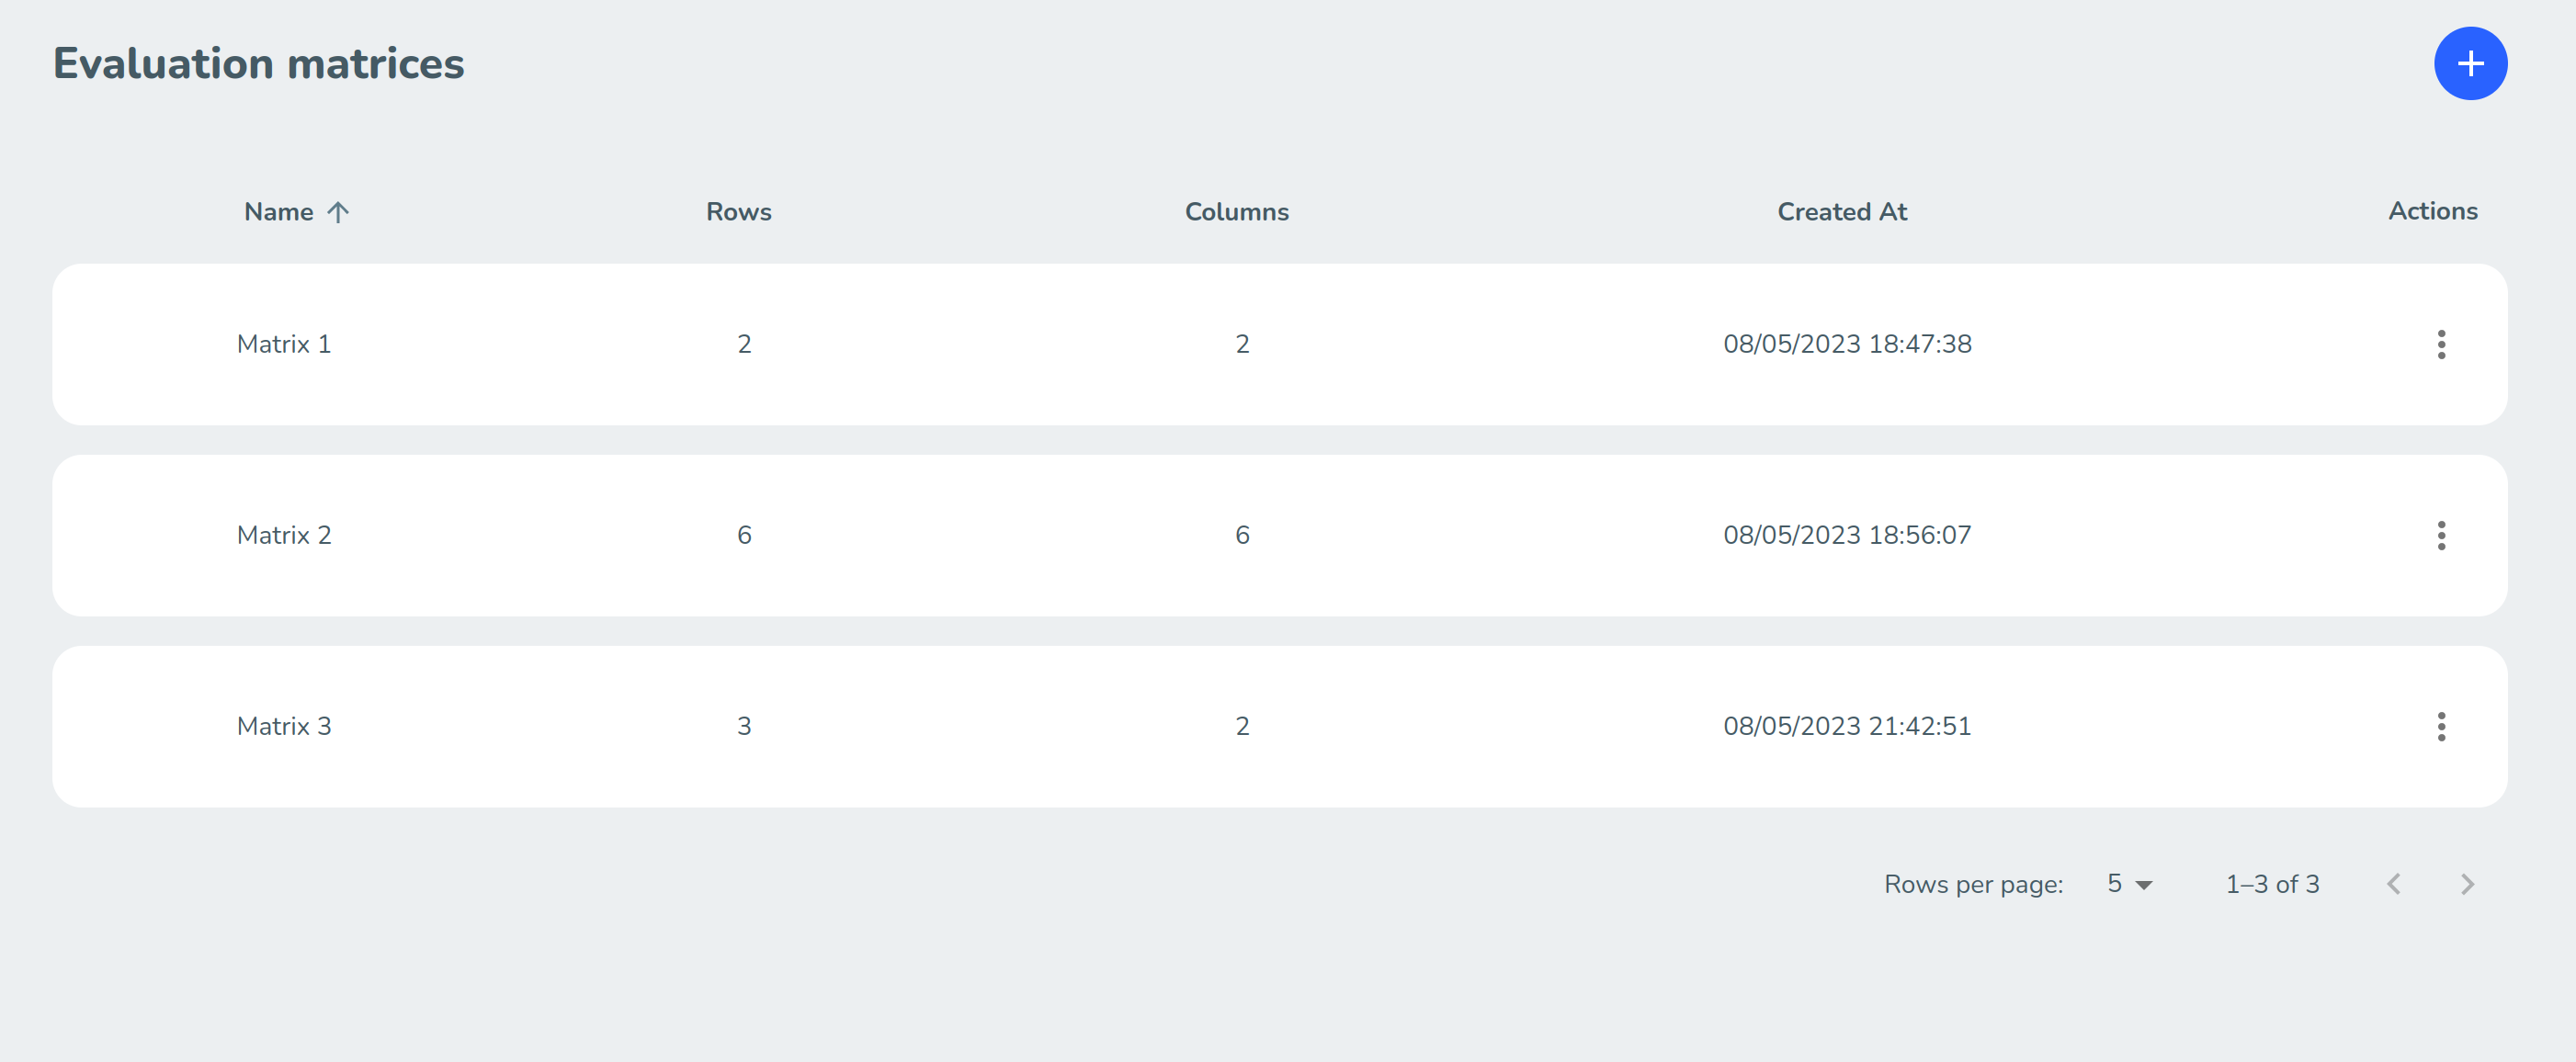 Evaluation matrices
Name Rows Columns Created At Actions
Matrix 1 2 2 08/05/2023 18:47:38
Matrix 2 6 6 08/05/2023 18:56:07
Matrix 3 3 2 08/05/2023 21:42:51
Rows per page: 5 1–3 of 3